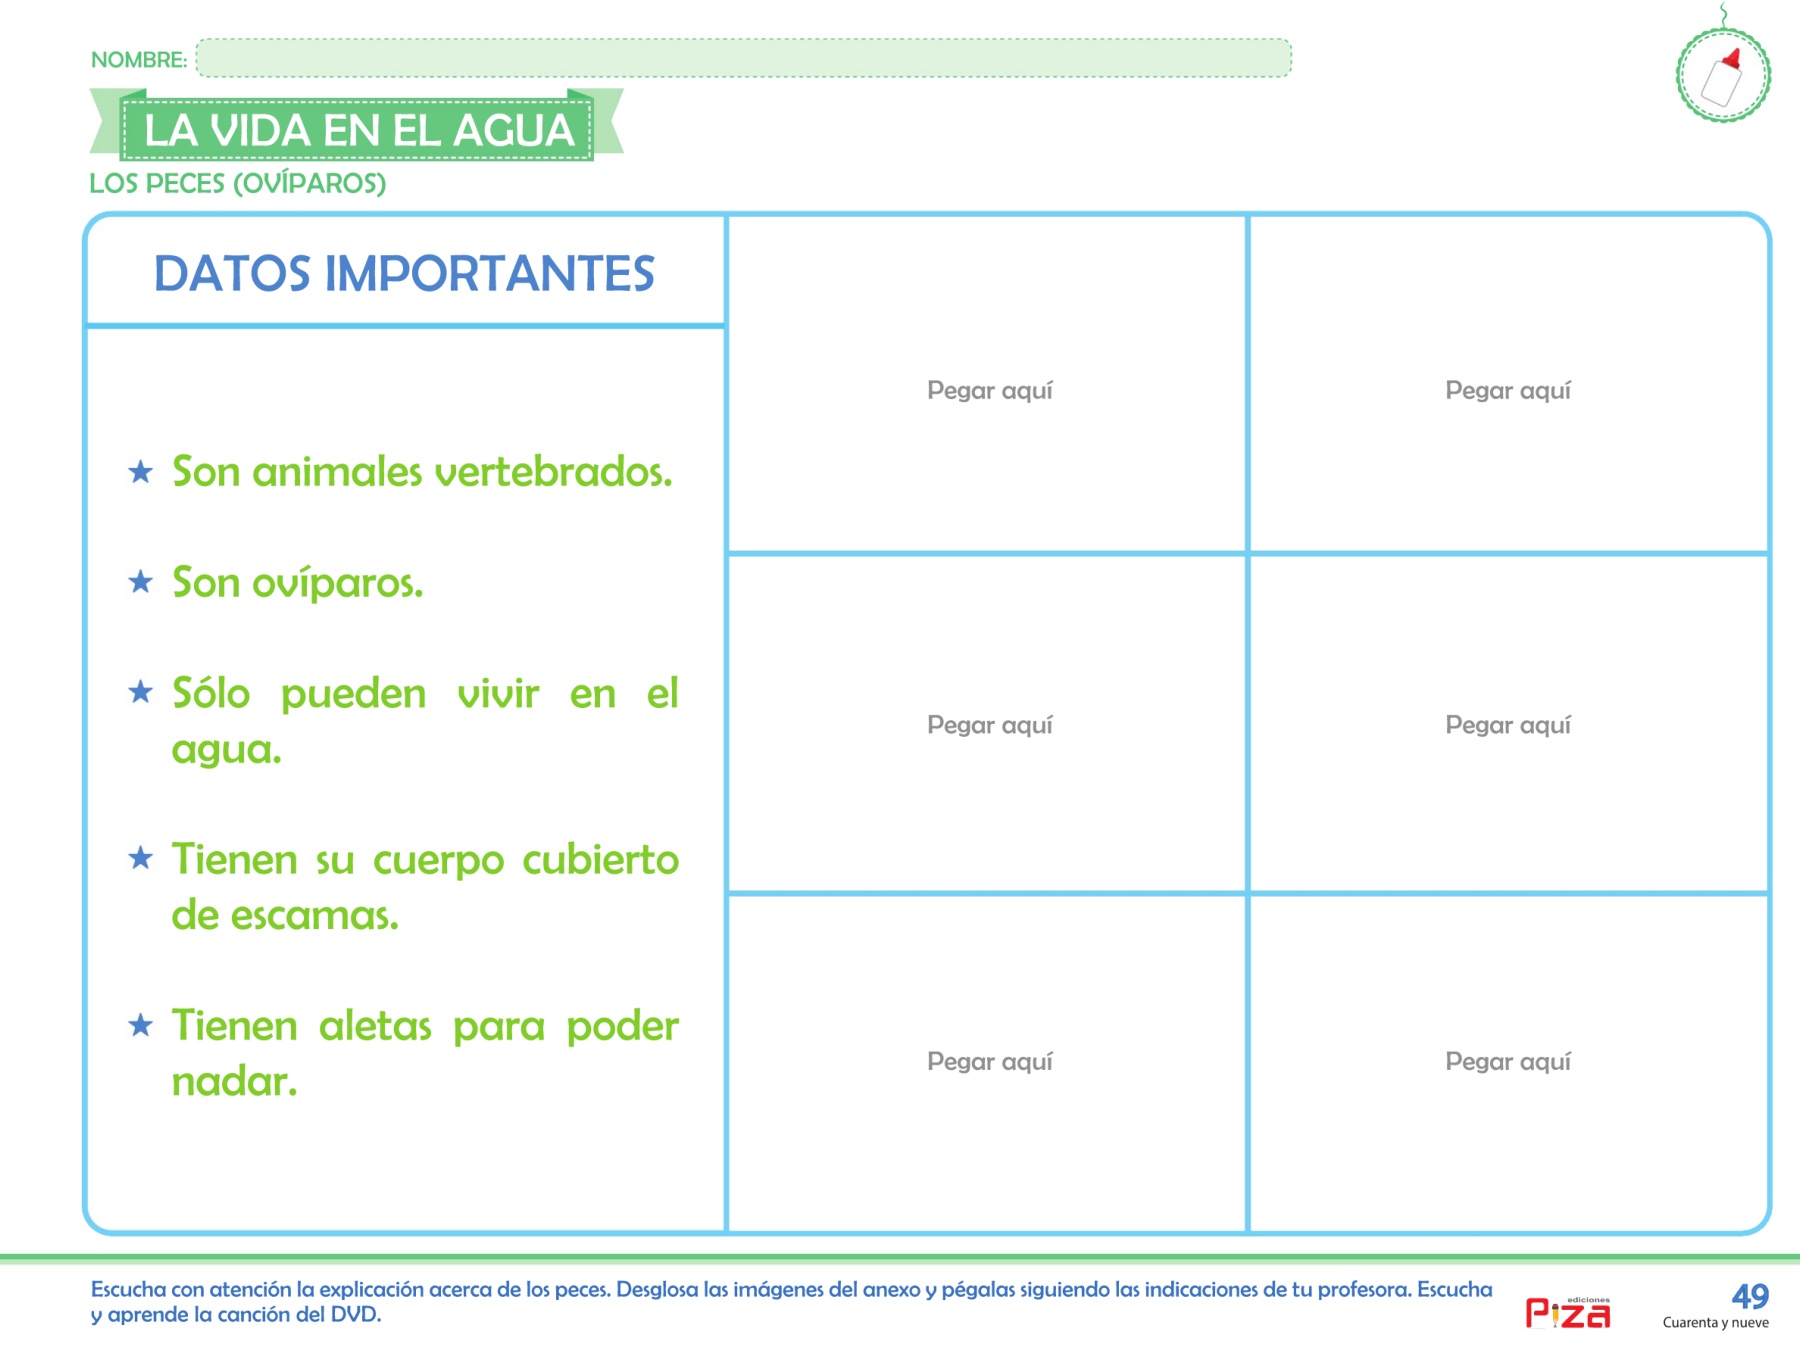 NOMBRE:
LA VIDA EN EL AGUA
LOS PECES (OVÍPAROS)
DATOS IMPORTANTES
Son animales vertebrados.
Son ovíparos.
Sólo pueden vivir en el
agua.
Tienen su cuerpo cubierto
de escamas.
Tienen aletas para poder
nadar.
Pegar aquí
Pegar aquí
Pegar aquí
Pegar aquí
Pegar aquí
Pegar aquí
Escucha con atención la explicación acerca de los peces. Desglosa las imágenes del anexo y pégalas siguiendo las indicaciones de tu profesora. Escucha
y aprende la canción del DVD.
ediciones
Piza
49
Cuarenta y nueve